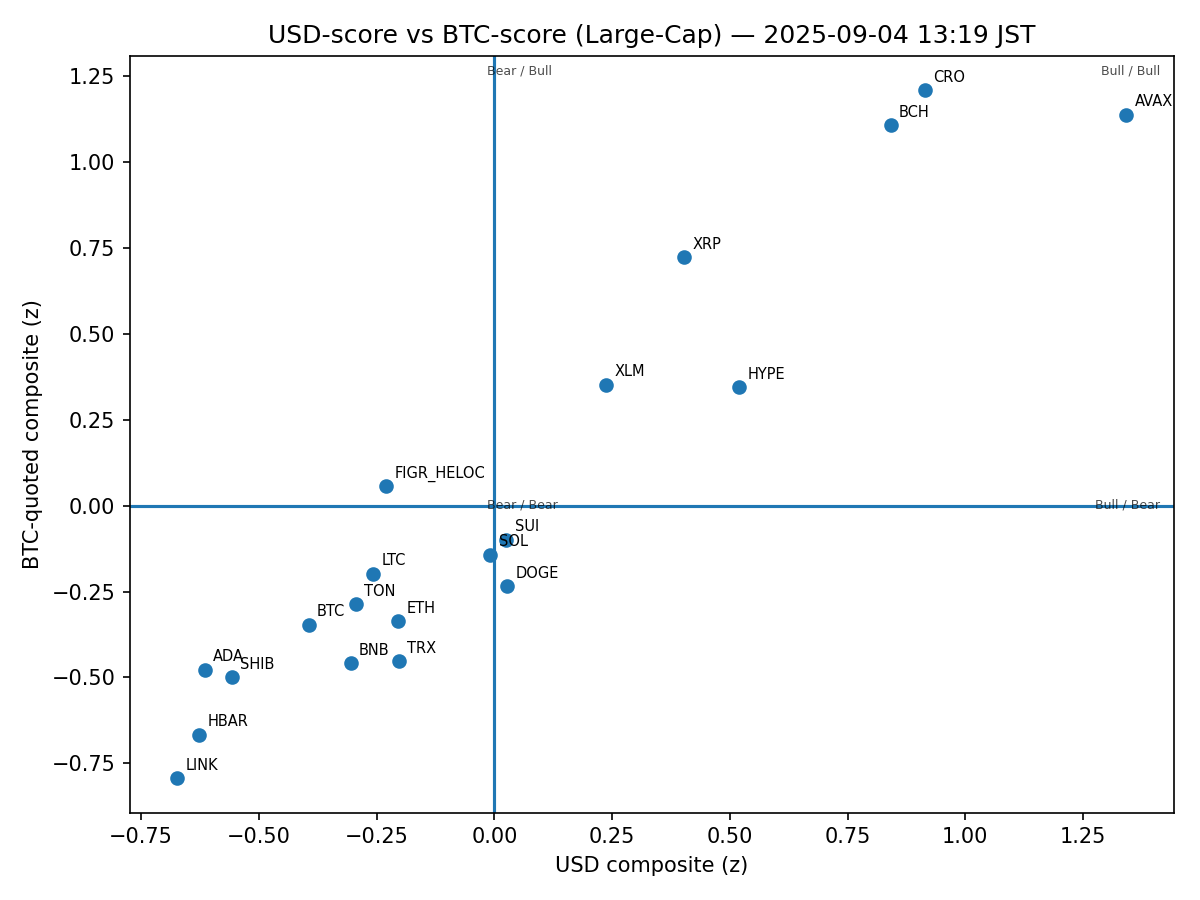 USD-score vs BTC-score (Large-Cap) — 2025-09-04 13:19 JST
Bear / Bull
Bull / Bull
1.25
CRO
AVAX
BCH
1.00
XRP
0.75
0.50
XLM
HYPE
0.25
FIGR_HELOC
0.00
Bear / Bear
Bull / Bear
SUI
SOL
LTC
DOGE
−0.25
TON
BTC
ETH
BNB
TRX
ADA
SHIB
−0.50
HBAR
−0.75
LINK
BTC-quoted composite (z)
−0.75
−0.50
−0.25
0.00
0.25
0.50
0.75
1.00
1.25
USD composite (z)